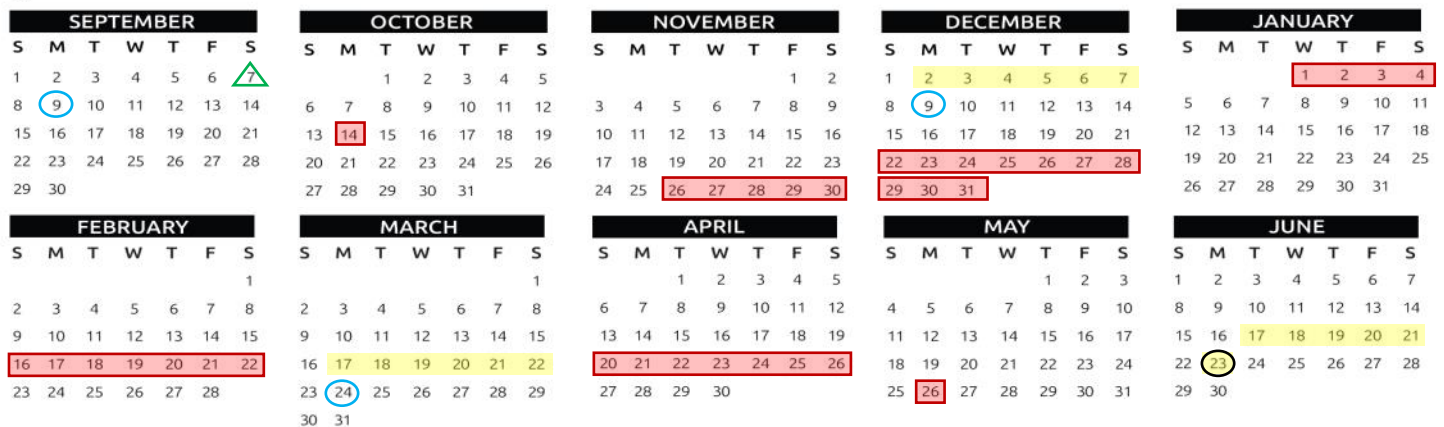 SEPTEMBER
S M T W T F S
1 2 3 4 5 6 7
8 9 10 11 12 13 14
15 16 17 18 19 20 21
22 23 24 25 26 27 28
29 30
OCTOBER
S M T W T F S
1 2 3 4 5
6 7 8 9 10 11 12
13 14 15 16 17 18 19
20 21 22 23 24 25 26
27 28 29 30 31
NOVEMBER
S M T W T F S
1 2
3 4 5 6 7 8 9
10 11 12 13 14 15 16
17 18 19 20 21 22 23
24 25 26 27 28 29 30
DECEMBER
S M T W T F S
1 2 3 4 5 6 7
8 9 10 11 12 13 14
15 16 17 18 19 20 21
22 23 24 25 26 27 28
29 30 31
JANUARY
S M T W T F S
1 2 3 4
5 6 7 8 9 10 11
12 13 14 15 16 17 18
19 20 21 22 23 24 25
26 27 28 29 30 31
FEBRUARY
S M T W T F S
1
2 3 4 5 6 7 8
9 10 11 12 13 14 15
16 17 18 19 20 21 22
23 24 25 26 27 28
MARCH
S M T W T F S
1
2 3 4 5 6 7 8
9 10 11 12 13 14 15
16 17 18 19 20 21 22
23 24 25 26 27 28 29
30 31
APRIL
S M T W T F S
1 2 3 4 5
6 7 8 9 10 11 12
13 14 15 16 17 18 19
20 21 22 23 24 25 26
27 28 29 30
MAY
S M T W T F S
1 2 3
4 5 6 7 8 9 10
11 12 13 14 15 16 17
18 19 20 21 22 23 24
25 26 27 28 29 30 31
JUNE
S M T W T F S
1 2 3 4 5 6 7
8 9 10 11 12 13 14
15 16 17 18 19 20 21
22 23 24 25 26 27 28
29 30